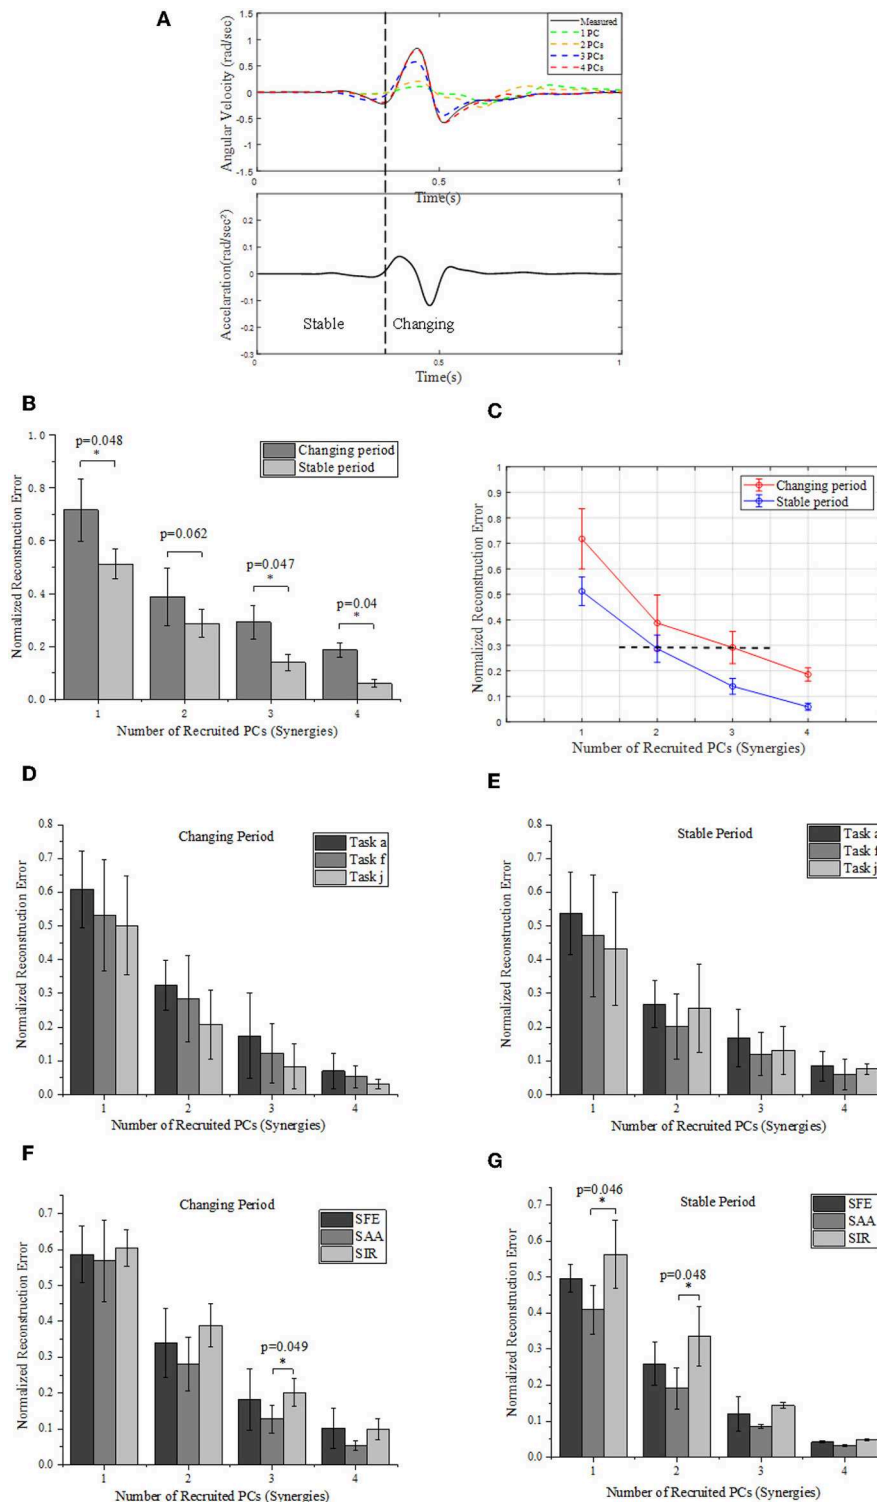 A
Angular Velocity (rad/sec)
1.5
1
0.5
0
-0.5
-1
-1.5
Measured
1 PC
2 PCs
3 PCs
4 PCs
0
0.5
1
Time(s)
Accelaration(rad/sec²)
0.2
0.1
0
-0.1
-0.2
-0.3
Stable
Changing
0
0.5
1
Time(s)
B
Normalized Reconstruction Error
1.0
0.8
0.6
0.4
0.2
0.0
p=0.048
*
p=0.062
p=0.047
*
p=0.04
*
Changing period
Stable period
1 2 3 4
Number of Recruited PCs (Synergies)
C
Normalized Reconstruction Error
1
0.9
0.8
0.7
0.6
0.5
0.4
0.3
0.2
0.1
0
Changing period
Stable period
1 2 3 4
Number of Recruited PCs (Synergies)
D
Normalized Reconstruction Error
0.8
0.7
0.6
0.5
0.4
0.3
0.2
0.1
0.0
Changing Period
Task a
Task f
Task j
1 2 3 4
Number of Recruited PCs (Synergies)
E
Normalized Reconstruction Error
0.8
0.7
0.6
0.5
0.4
0.3
0.2
0.1
0.0
Stable Period
Task a
Task f
Task j
1 2 3 4
Number of Recruited PCs (Synergies)
F
Normalized Reconstruction Error
0.7
0.6
0.5
0.4
0.3
0.2
0.1
0.0
Changing Period
SFE
SAA
SIR
p=0.049
*
1 2 3 4
Number of Recruited PCs (Synergies)
G
Normalized Reconstruction Error
0.7
0.6
0.5
0.4
0.3
0.2
0.1
0.0
p=0.046
*
p=0.048
*
Stable Period
SFE
SAA
SIR
1 2 3 4
Number of Recruited PCs (Synergies)